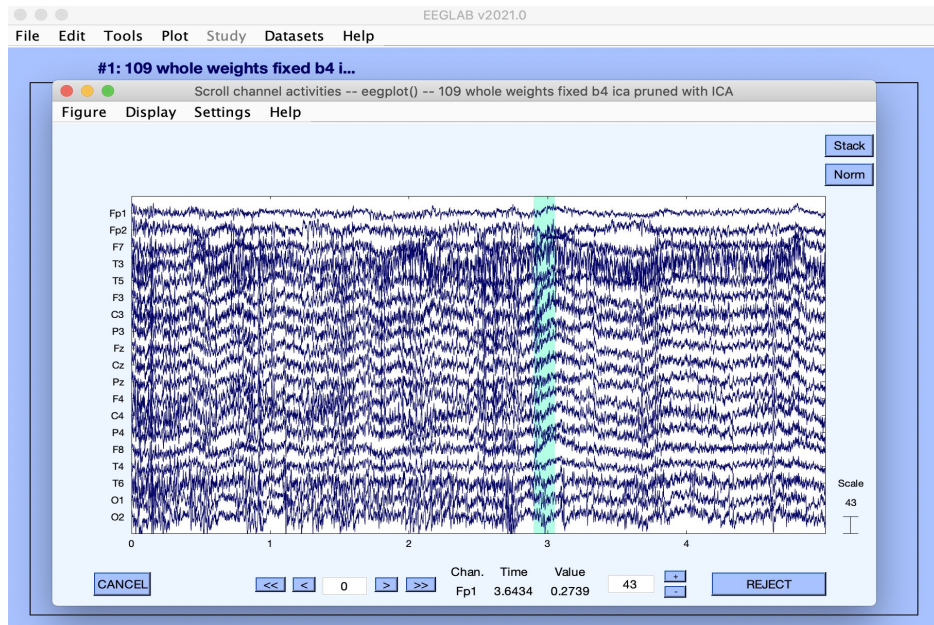 EEGLAB v2021.0
File Edit Tools Plot Study Datasets Help
#1: 109 whole weights fixed b4 i...
Scroll channel activities -- eegplot() -- 109 whole weights fixed b4 ica pruned with ICA
Figure Display Settings Help
Stack
Norm
Fp1
Fp2
F7
T3
T5
F3
C3
P3
Fz
Cz
Pz
F4
C4
P4
F8
T4
T6
O1
O2
Scale
43
0 1 2 3 4
CANCEL << < 0 > >> Chan. Time Value 43 + - REJECT
Fp1 3.6434 0.2739